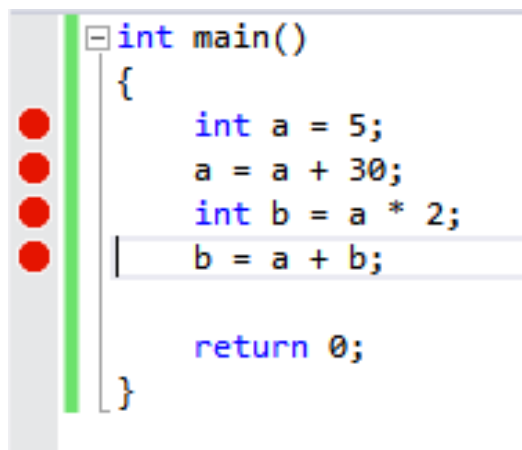 int main()
{
int a = 5;
a = a + 30;
int b = a * 2;
b = a + b;
return 0;
}